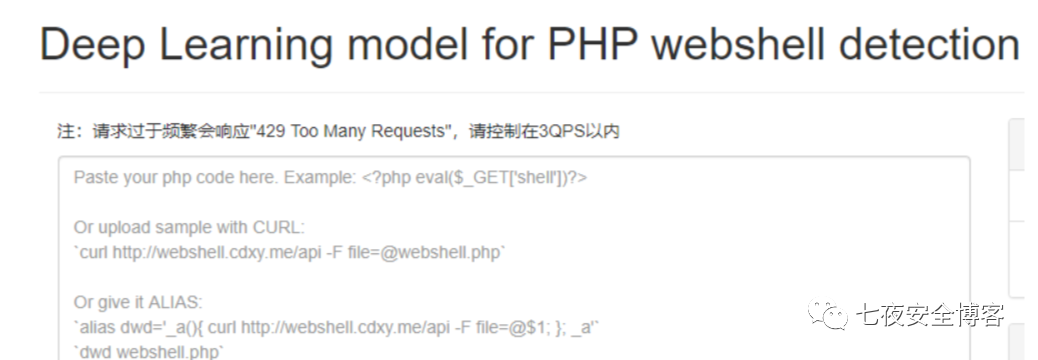 Deep Learning model for PHP webshell detection
注：请求过于频繁会响应"429 Too Many Requests"，请控制在3QPS以内
Paste your php code here. Example: <?php eval($_GET['shell'])?>
Or upload sample with CURL:
`curl http://webshell.cdxy.me/api -F file=@webshell.php`
Or give it ALIAS:
`alias dwd='_a(){ curl http://webshell.cdxy.me/api -F file=@$1; }; _a'`
`dwd webshell.php`
七夜安全博客